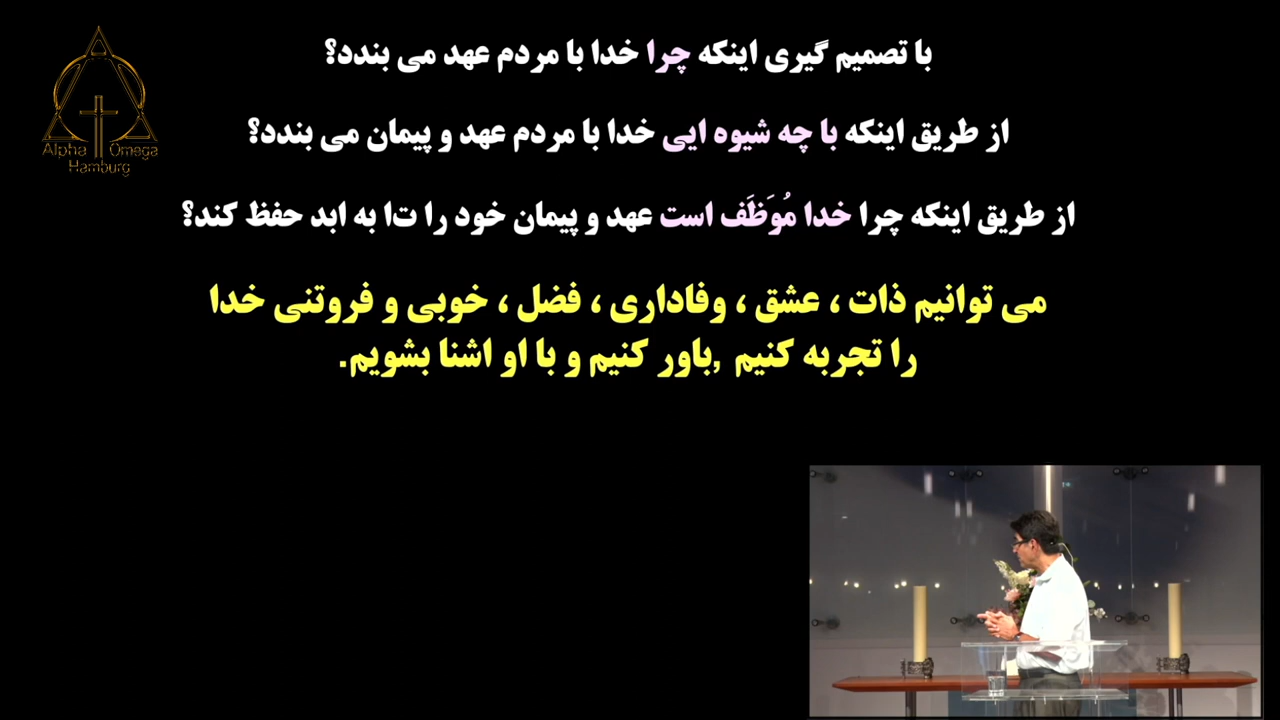 با تصمیم گیری اینکه چرا خدا با مردم عهد می بندد؟
از طریق اینکه با چه شیوه ایی خدا با مردم عهد و پیمان می بندد؟
از طریق اینکه چرا خدا مُوَظَف است عهد و پیمان خود را تا به ابد حفظ کند؟
می توانیم ذات ، عشق ، وفاداری ، فضل ، خوبی و فروتنی خدا
را تجربه کنیم ,باور کنیم و با او اشنا بشویم.
Alpha Omega
Hamburg